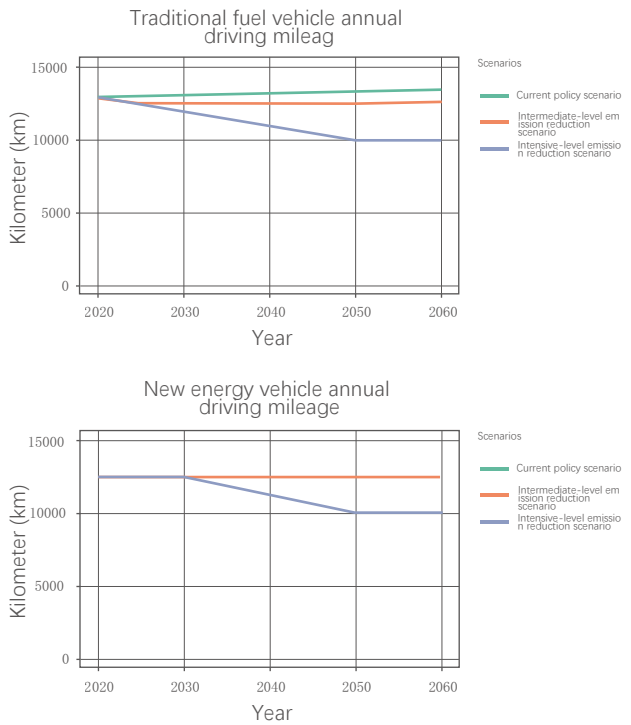 Traditional fuel vehicle annual
driving mileag
Scenarios
Current policy scenario
Intermediate-level em
ission reduction
scenario
Intensive-level emissio
n reduction scenario
Kilometer (km)
15000
10000
5000
0
2020 2030 2040 2050 2060
Year
New energy vehicle annual
driving mileage
Scenarios
Current policy scenario
Intermediate-level em
ission reduction
scenario
Intensive-level emissio
n reduction scenario
Kilometer (km)
15000
10000
5000
0
2020 2030 2040 2050 2060
Year